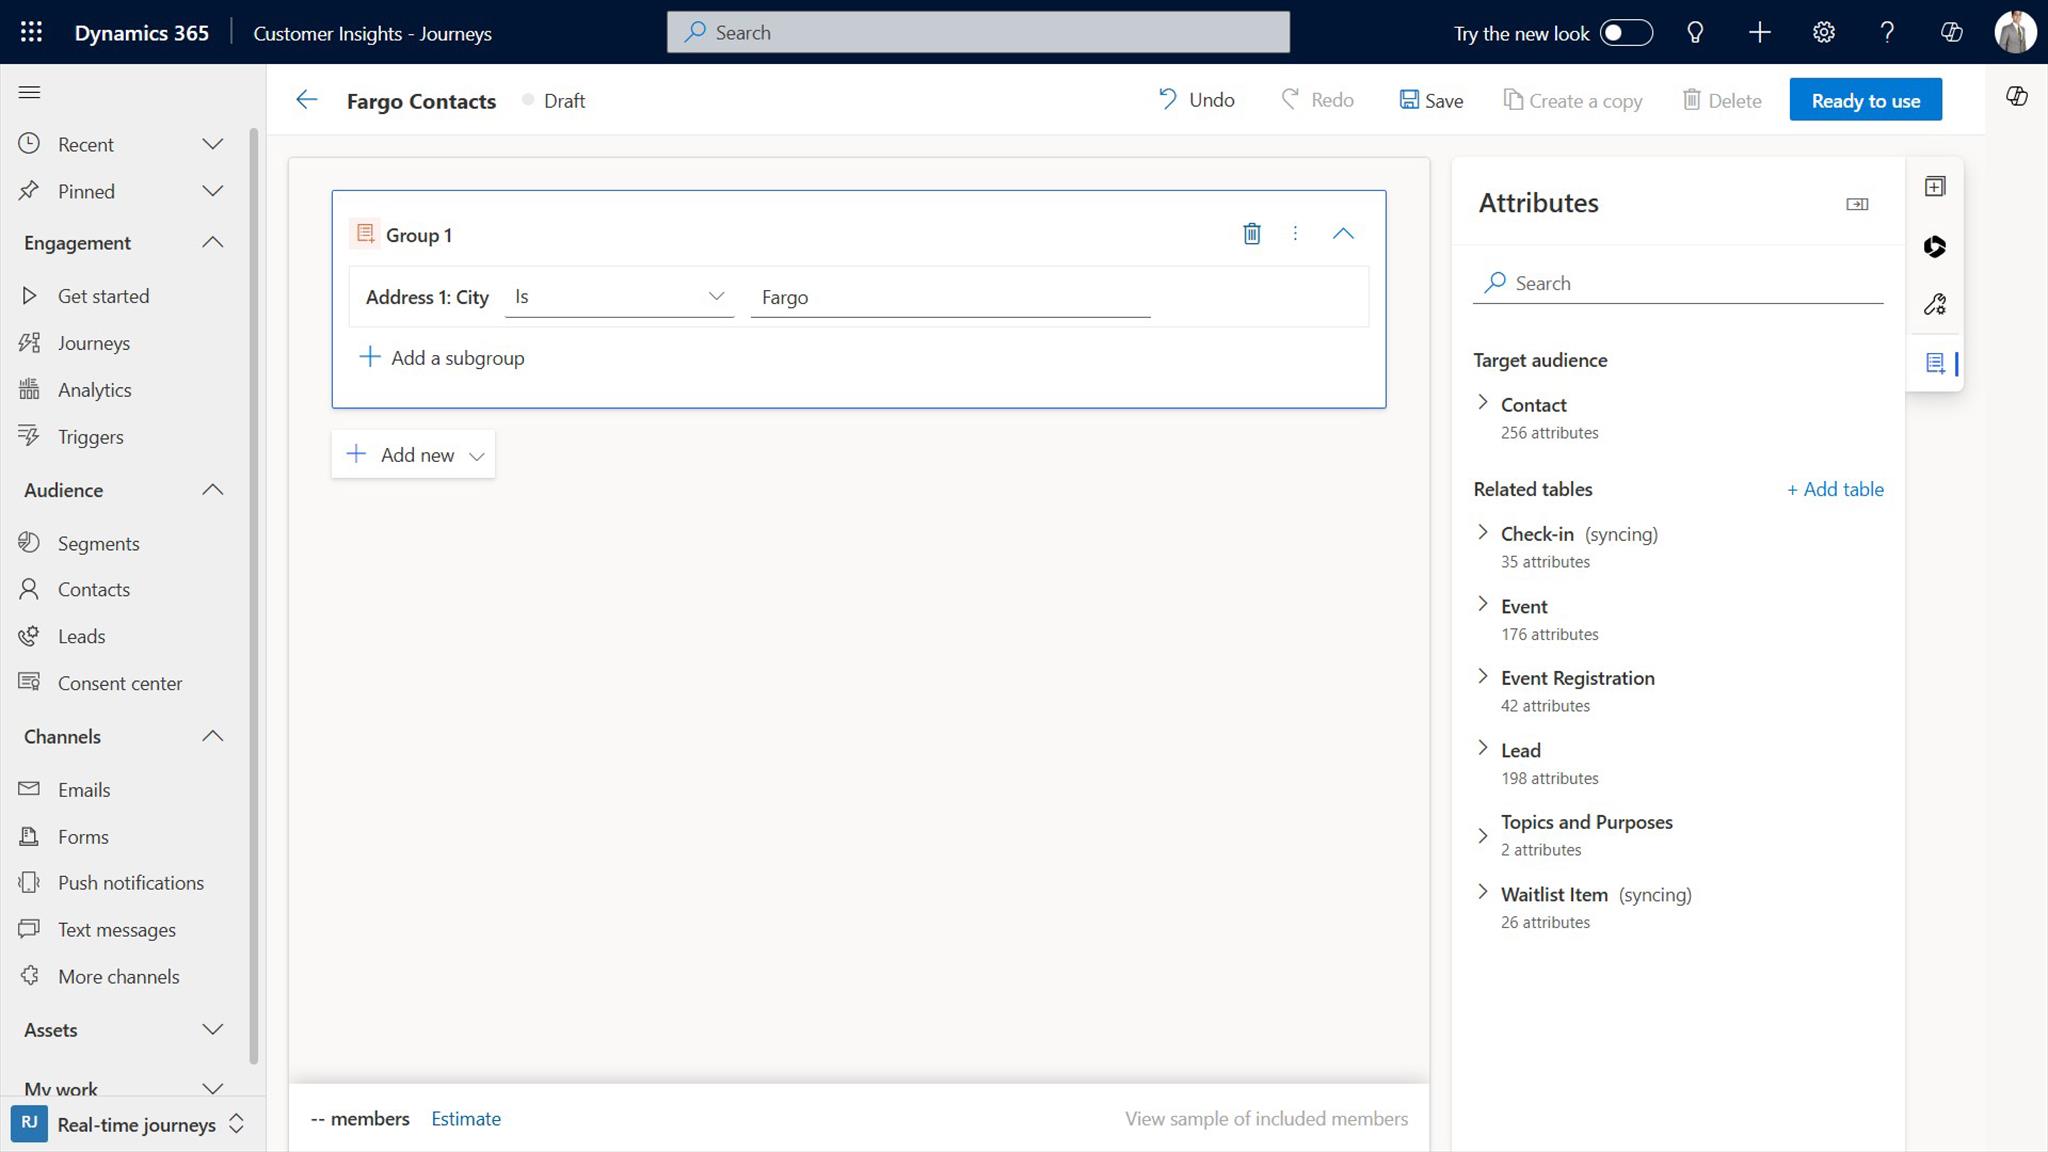 Dynamics 365
Customer Insights - Journeys
Search
Try the new look
Recent
Pinned
Engagement
Get started
Journeys
Analytics
Triggers
Audience
Segments
Contacts
Leads
Consent center
Channels
Emails
Forms
Push notifications
Text messages
More channels
Assets
My work
RJ
Real-time journeys
Fargo Contacts
Draft
Undo
Redo
Save
Create a copy
Delete
Ready to use
Group 1
Address 1: City
Is
Fargo
Add a subgroup
Add new
-- members
Estimate
View sample of included members
Attributes
Search
Target audience
Contact
256 attributes
Related tables
+ Add table
Check-in (syncing)
35 attributes
Event
176 attributes
Event Registration
42 attributes
Lead
198 attributes
Topics and Purposes
2 attributes
Waitlist Item (syncing)
26 attributes